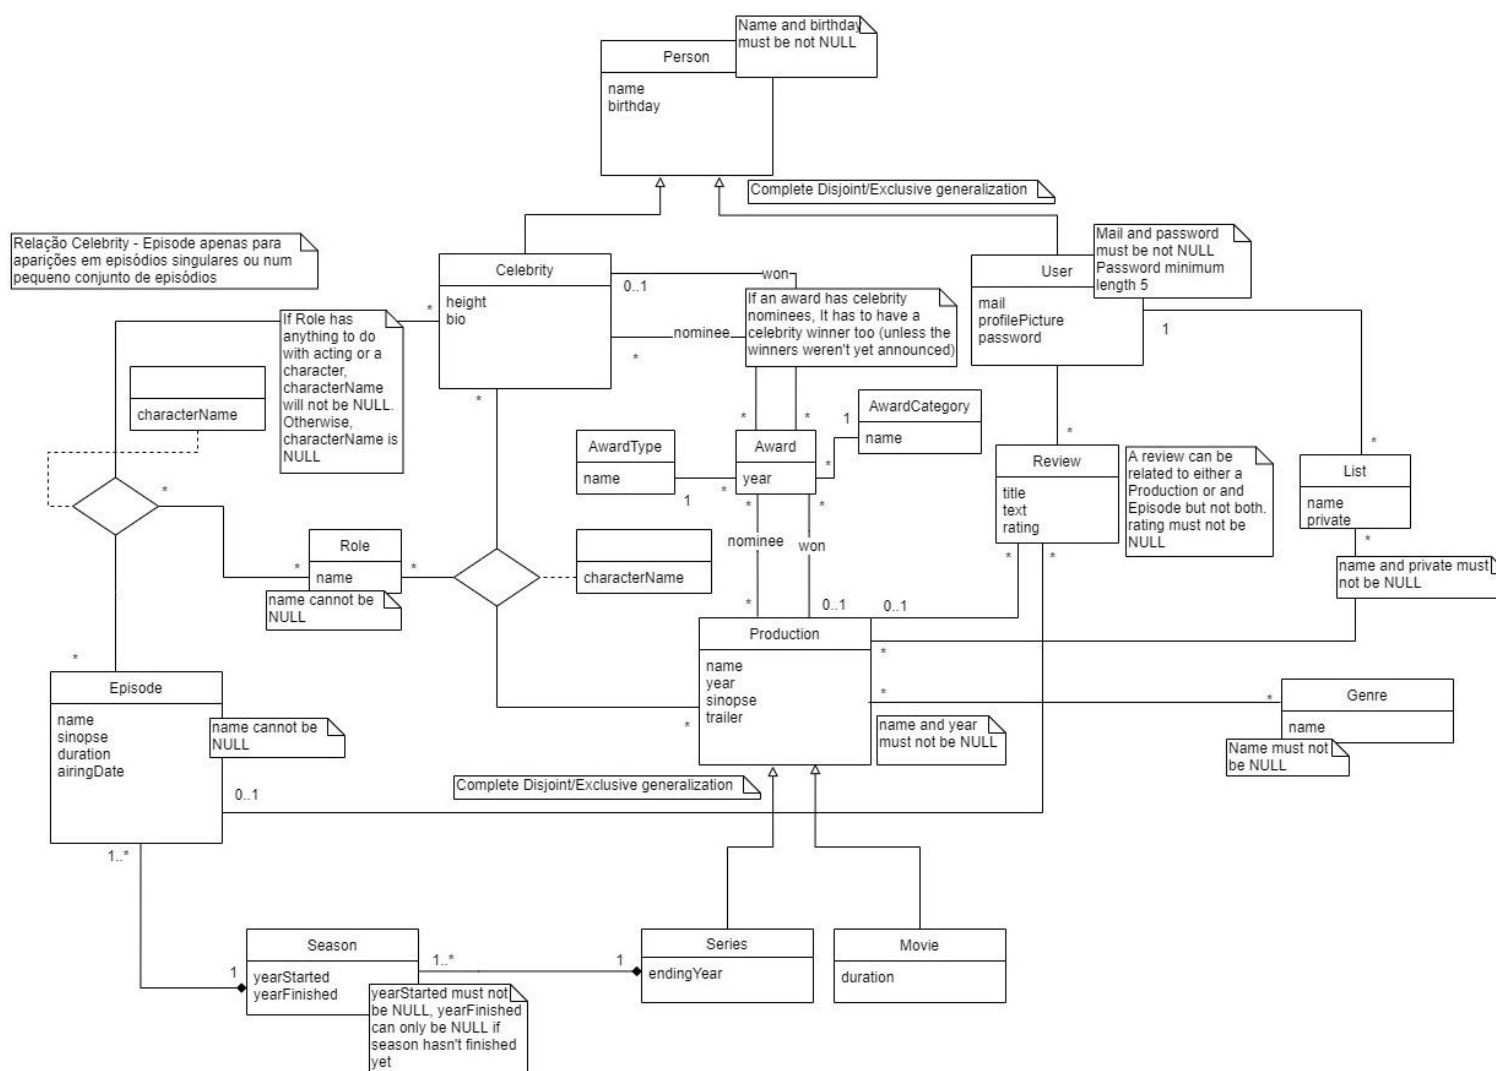 Name and birthday
must be not NULL
Person
name
birthday
Complete Disjoint/Exclusive generalization
Relação Celebrity - Episode apenas para
aparições em episódios singulares ou num
pequeno conjunto de episódios
Celebrity
height
bio
0..1
won
*
nominee
*
If an award has celebrity
nominees, It has to have a
celebrity winner too (unless the
winners weren't yet announced)
Mail and password
must be not NULL
Password minimum
length 5
User
mail
profilePicture
password
1
If Role has
anything to do
with acting or a
character,
characterName
will not be NULL.
Otherwise,
characterName is
NULL
characterName
*
*
*
1
AwardCategory
name
AwardType
name
1
*
Award
year
*
*
*
*
Review
title
text
rating
A review can be
related to either a
Production or and
Episode but not both.
rating must not be
NULL
*
List
name
private
*
name and private must
not be NULL
*
*
Role
name
name cannot be
NULL
*
characterName
nominee
won
*
0..1
0..1
*
*
Production
name
year
sinopse
trailer
*
*
*
*
name and year
must not be NULL
Genre
name
Name must not
be NULL
*
Episode
name
sinopse
duration
airingDate
name cannot be
NULL
0..1
1..*
Complete Disjoint/Exclusive generalization
Season
yearStarted
yearFinished
1
1..*
1
yearStarted must not
be NULL, yearFinished
can only be NULL if
season hasn't finished
yet
Series
endingYear
Movie
duration